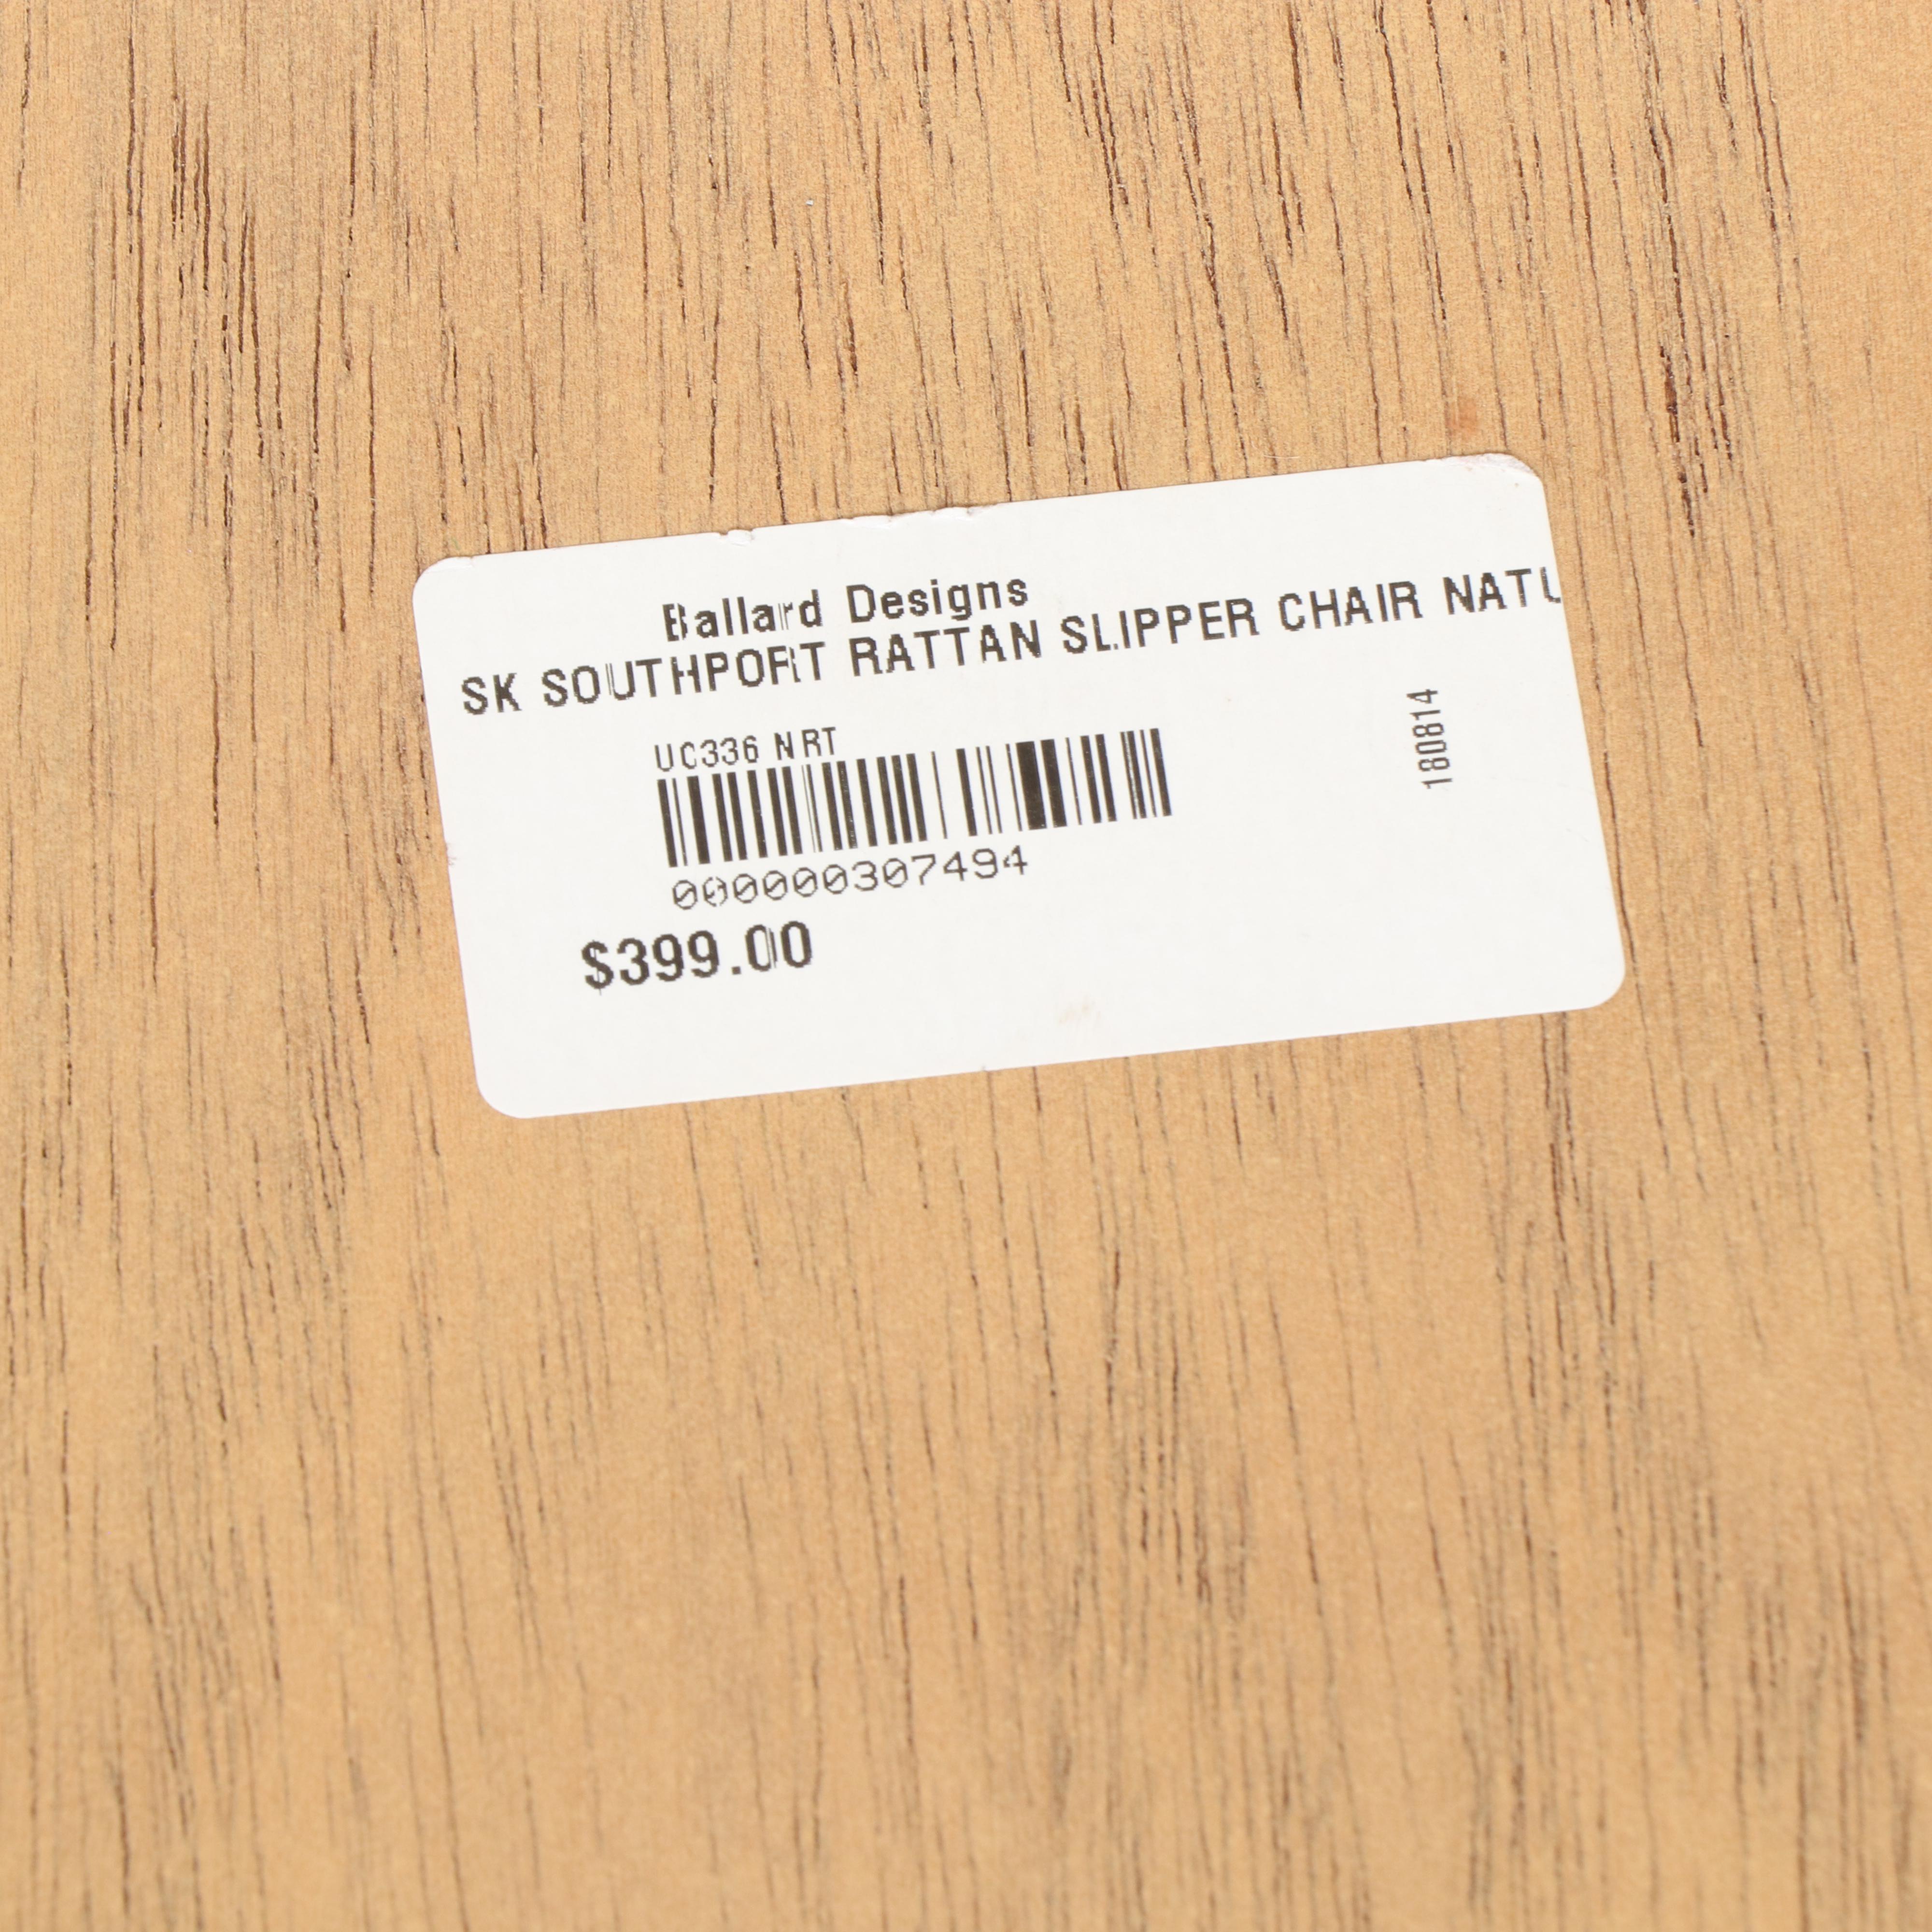 Ballard Designs
SK SOUTHPORT RATTAN SLIPPER CHAIR NATU
UC336 NRT
180814
000000307494
$399.00